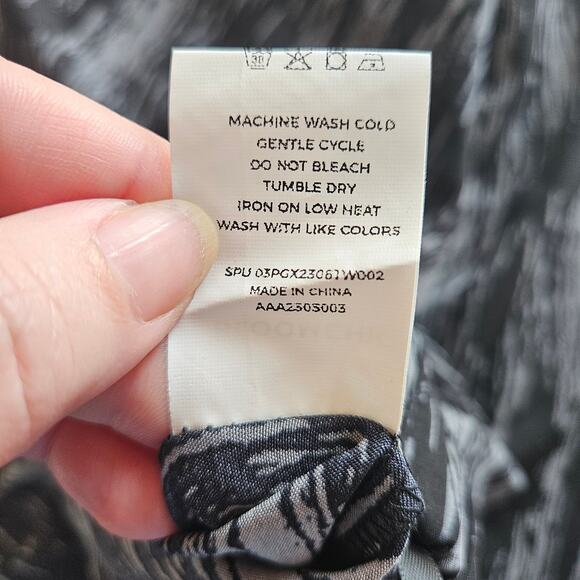 MACHINE WASH COLD
GENTLE CYCLE
DO NOT BLEACH
TUMBLE DRY
IRON ON LOW HEAT
WASH WITH LIKE COLORS
SPU 03PGX23061W002
MADE IN CHINA
AAA230S003